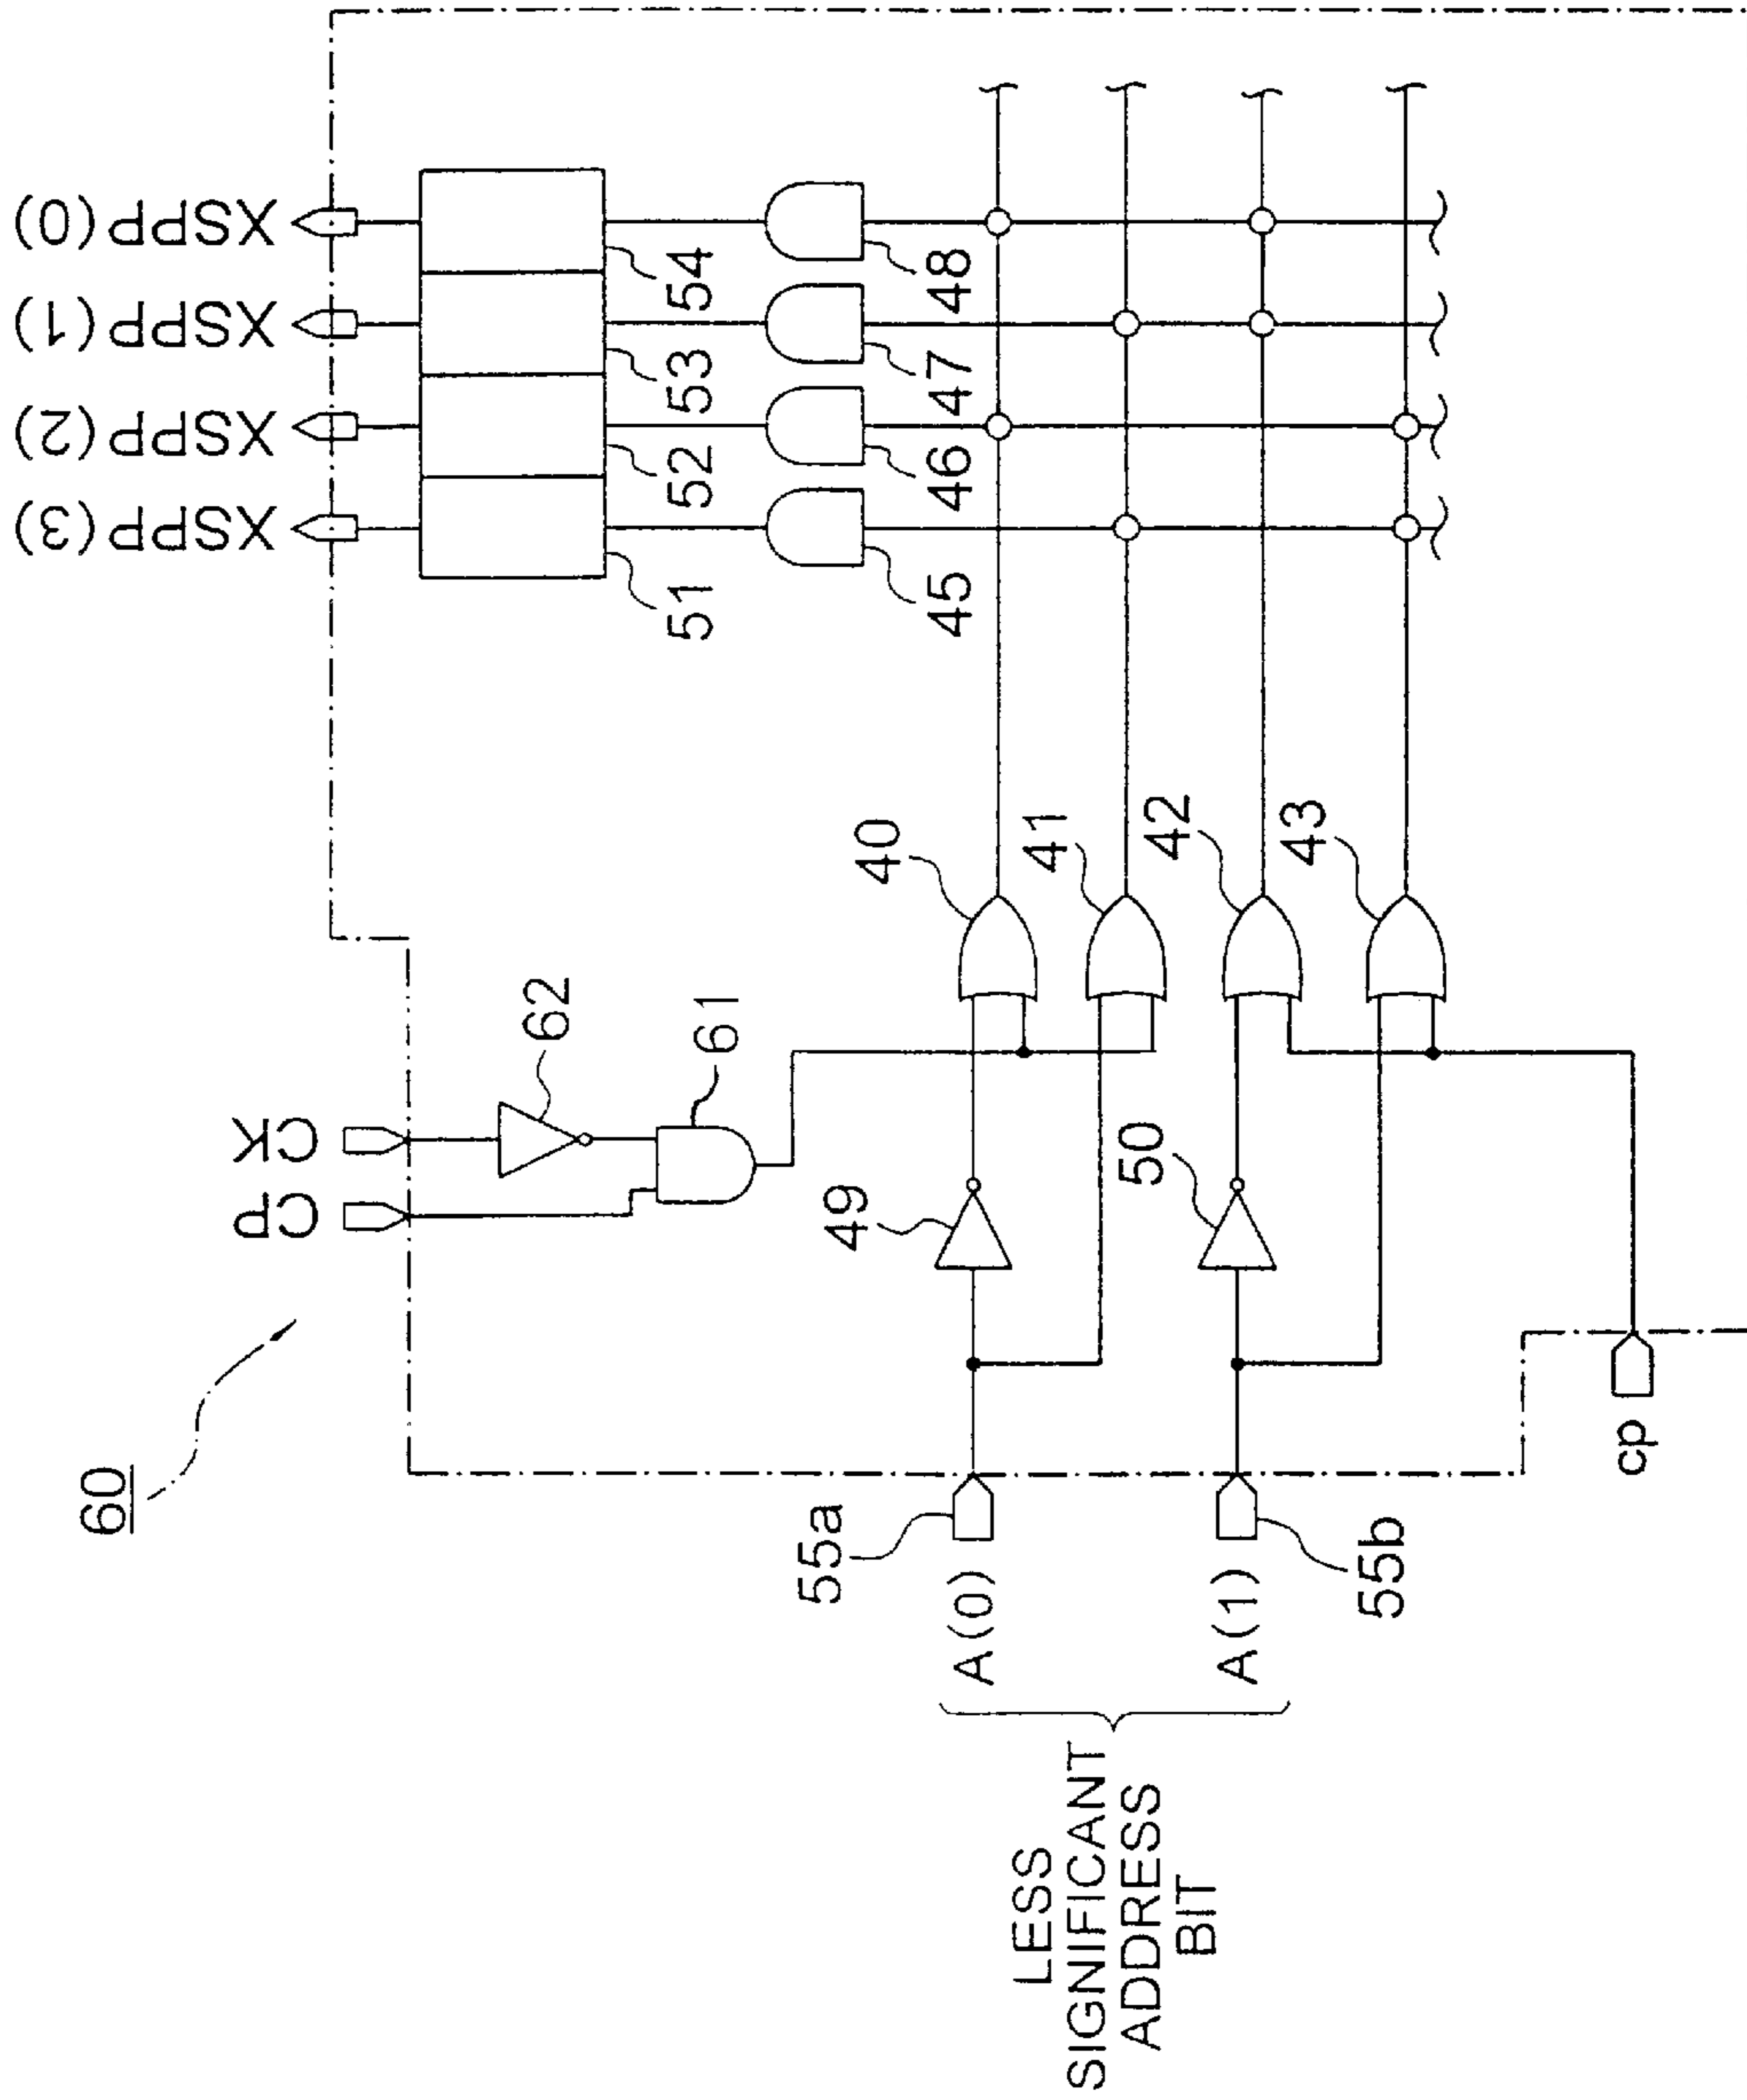 XSPP(0)
XSPP(1)
XSPP(2)
XSPP(3)
54
53
52
51
48
47
46
45
40
41
42
43
62
61
CK
CP
49
50
60
55a
55b
cp
A(0)
A(1)
LESS
SIGNIFICANT
ADDRESS
BIT